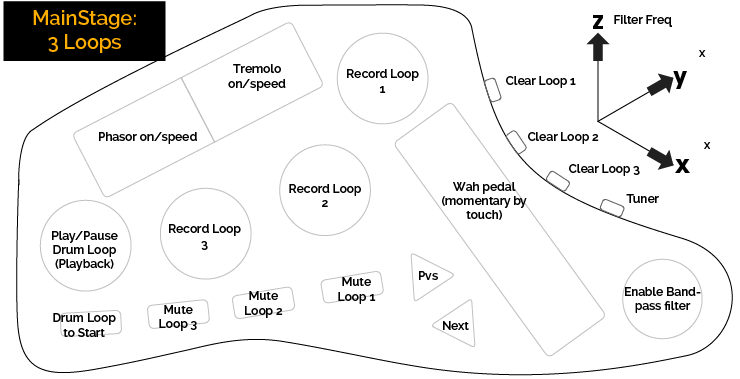 MainStage:
3 Loops
z
Filter Freq
x
y
x
x
Tremolo
on/speed
Record Loop
1
Clear Loop 1
Phasor on/speed
Clear Loop 2
Clear Loop 3
Record Loop
2
Wah pedal
(momentary by
touch)
Tuner
Play/Pause
Drum Loop
(Playback)
Record Loop
3
Pvs
Mute
Loop 1
Mute
Loop 2
Mute
Loop 3
Drum Loop
to Start
Next
Enable Band-
pass filter